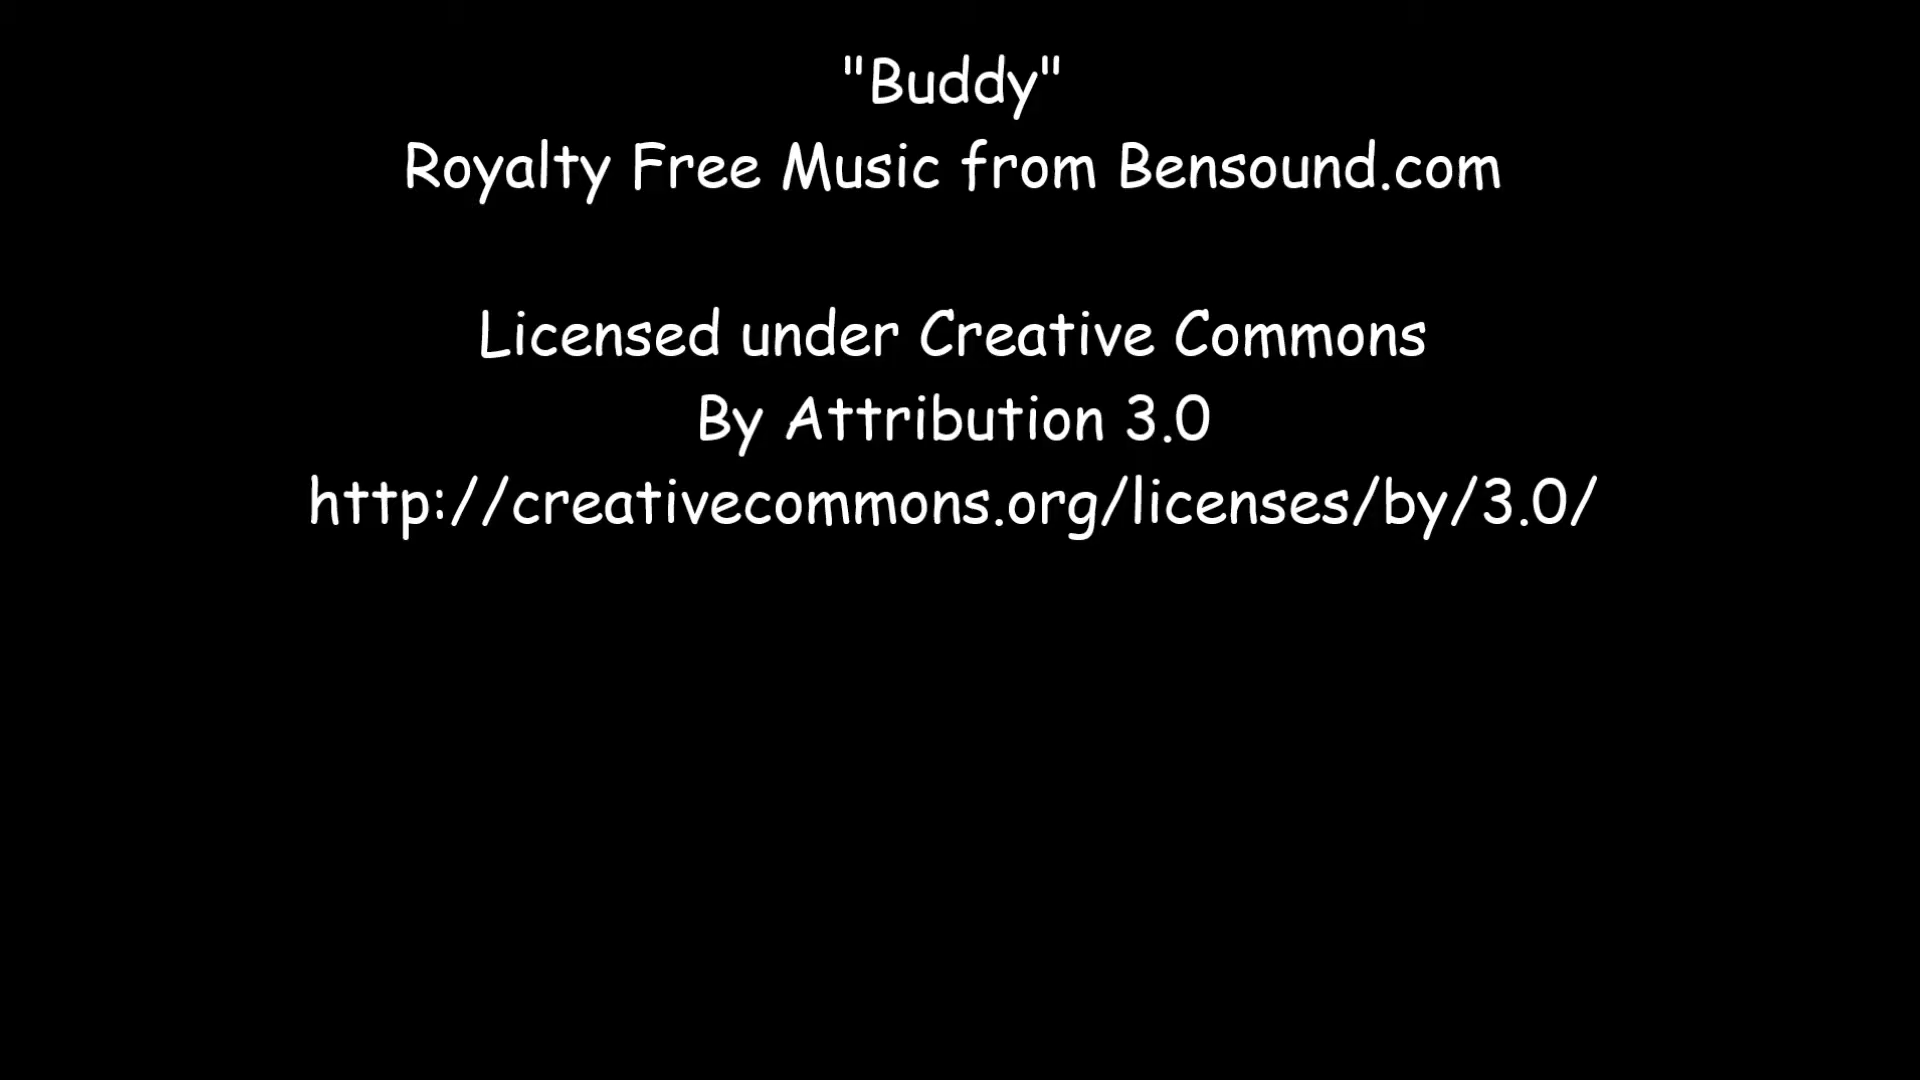 "Buddy"
Royalty Free Music from Bensound.com
Licensed under Creative Commons
By Attribution 3.0
http://creativecommons.org/licenses/by/3.0/